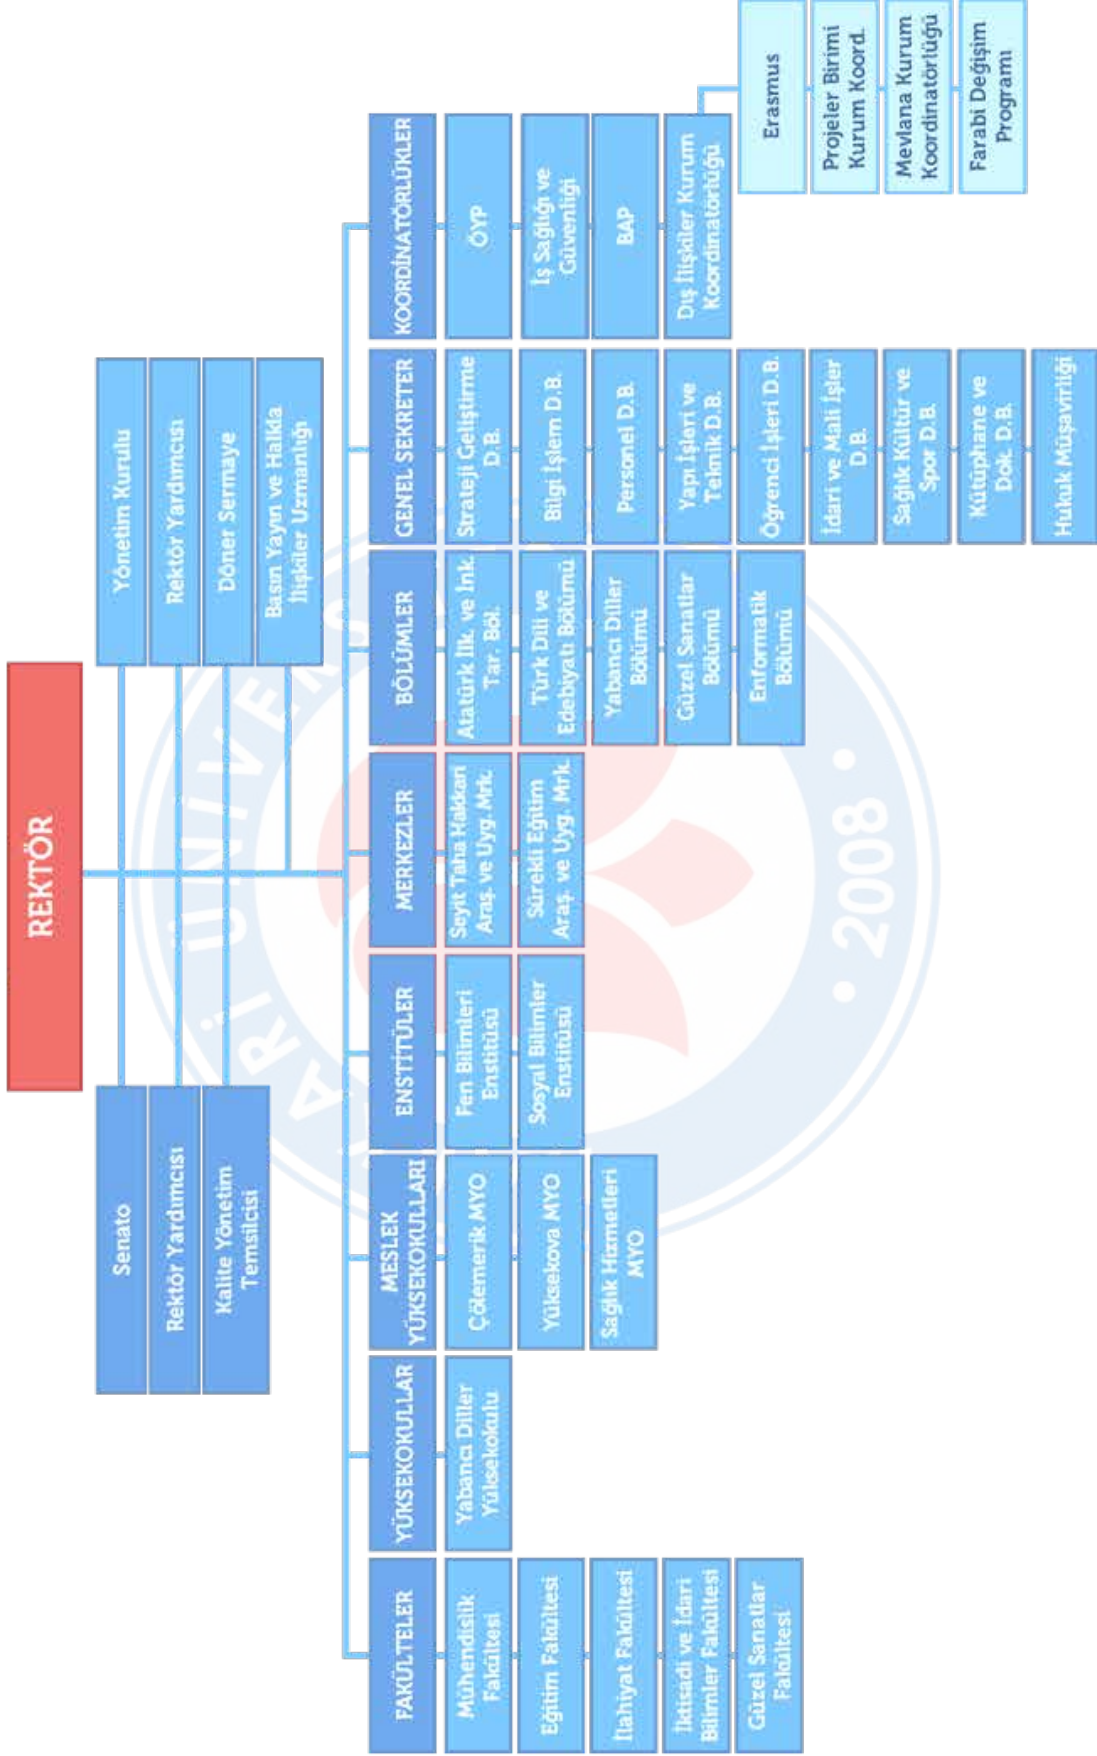 REKTÖR
Senato
Rektör Yardımcısı
Kalite Yönetim
Temsilcisi
Yönetim Kurulu
Rektör Yardımcısı
Döner Sermaye
Basın Yayın ve Halkla
İlişkiler Uzmanlığı
FAKÜLTELER
Mühendislik
Fakültesi
Eğitim Fakültesi
İlahiyat Fakültesi
İktisadi ve İdari
Bilimler Fakültesi
Güzel Sanatlar
Fakültesi
YÜKSEKOKULLAR
Yabancı Diller
Yüksekokulu
MESLEK
YÜKSEKOKULLARI
Çölemerik MYO
Yüksekova MYO
Sağlık Hizmetleri
MYO
ENSTİTÜLER
Fen Bilimleri
Enstitüsü
Sosyal Bilimler
Enstitüsü
MERKEZLER
Seyit Taha Hakkari
Araş. ve Uyg. Mrk.
Sürekli Eğitim
Araş. ve Uyg. Mrk.
BÖLÜMLER
Atatürk İlk. ve İnk.
Tar. Böl.
Türk Dili ve
Edebiyatı Bölümü
Yabancı Diller
Bölümü
Güzel Sanatlar
Bölümü
Enformatik
Bölümü
GENEL SEKRETER
Strateji Geliştirme
D.B.
Bilgi İşlem D.B.
Personel D.B.
Yapı İşleri ve
Teknik D.B.
Öğrenci İşleri D.B.
İdari ve Mali İşler
D.B.
Sağlık Kültür ve
Spor D.B.
Kütüphane ve
Dok. D.B.
Hukuk Müşavirliği
KOORDİNATÖRLÜKLER
ÖYP
İş Sağlığı ve
Güvenliği
BAP
Dış İlişkiler Kurum
Koordinatörlüğü
Erasmus
Projeler Birimi
Kurum Koord.
Mevlana Kurum
Koordinatörlüğü
Farabi Değişim
Programı
2008